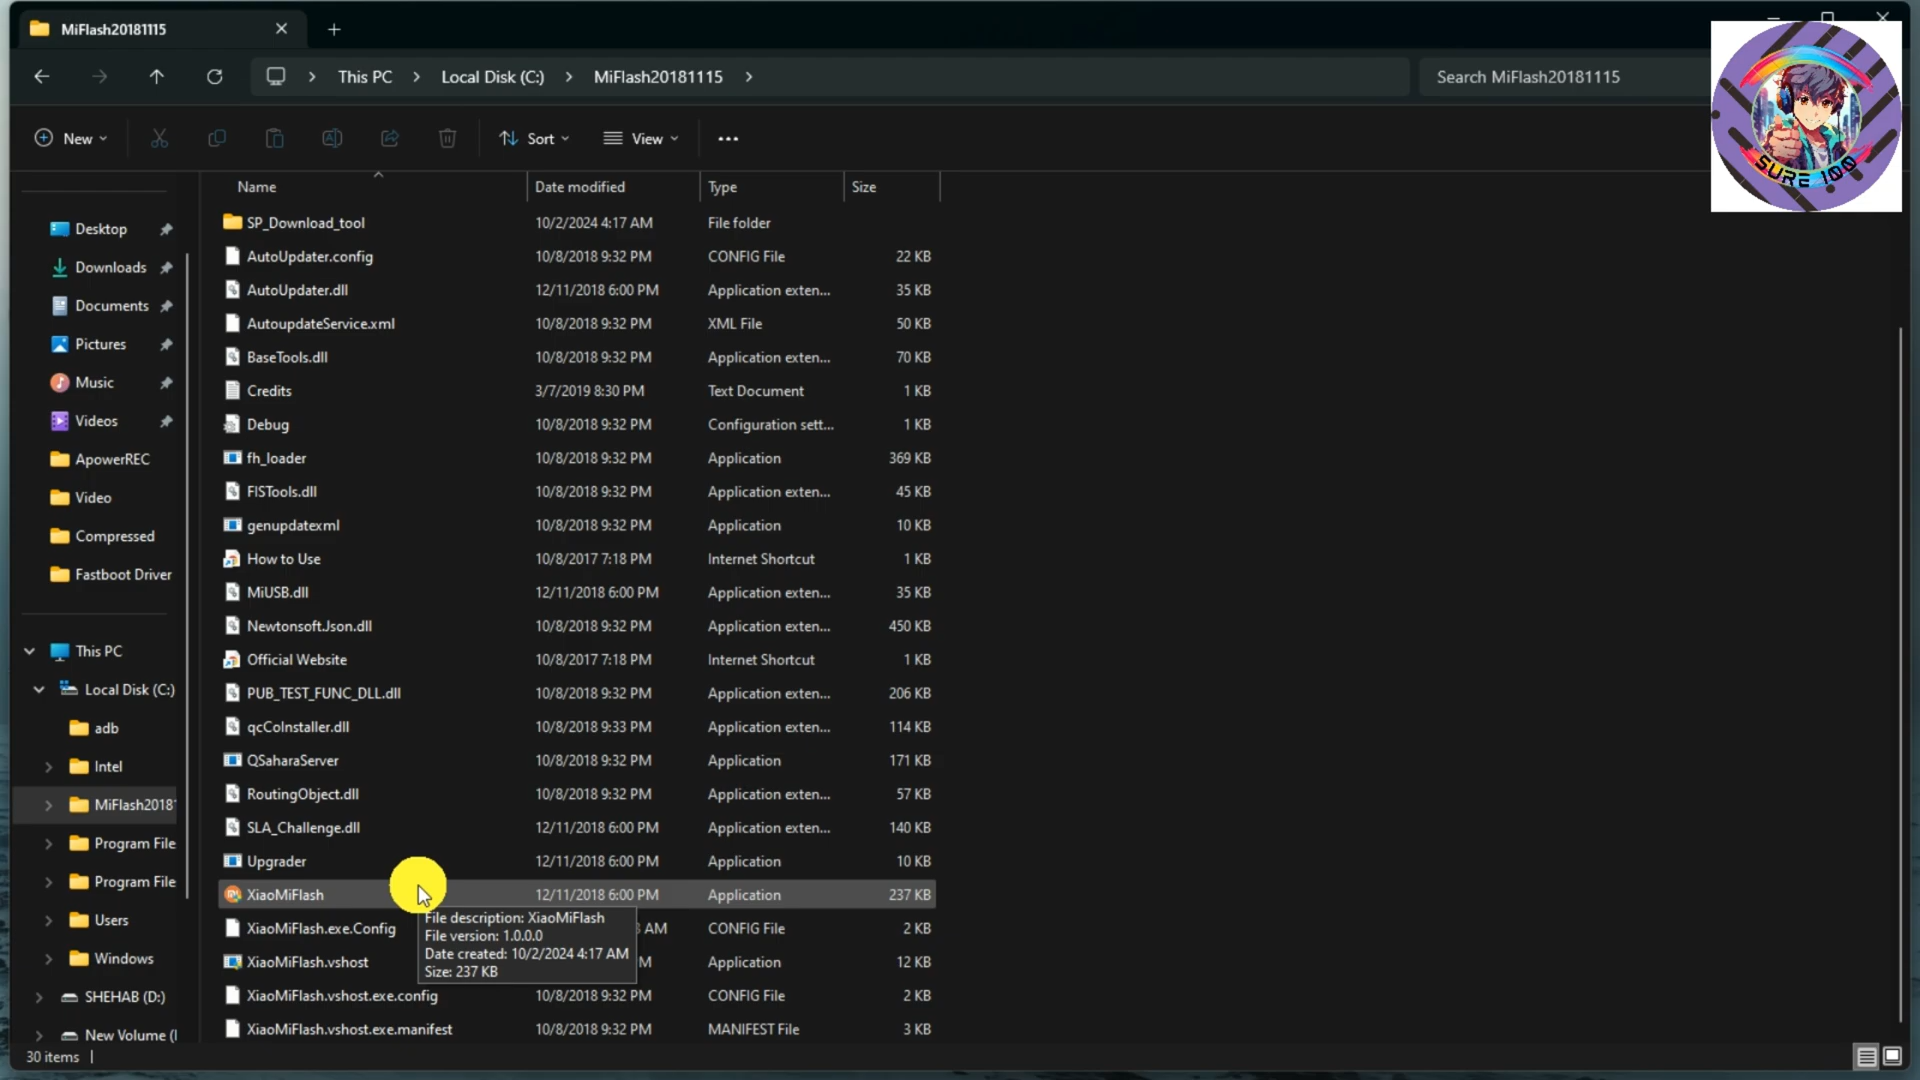 MiFlash20181115
This PC
Local Disk (C:)
MiFlash20181115
Search MiFlash20181115
New
Sort
View
SURE 100
Name
Date modified
Type
Size
Desktop
Downloads
Documents
Pictures
Music
Videos
ApowerREC
Video
Compressed
Fastboot Driver
This PC
Local Disk (C:)
adb
Intel
MiFlash2018
Program File
Program File
Users
Windows
SHEHAB (D:)
New Volume (
SP_Download_tool 10/2/2024 4:17 AM File folder
AutoUpdater.config 10/8/2018 9:32 PM CONFIG File 22 KB
AutoUpdater.dll 12/11/2018 6:00 PM Application exten... 35 KB
AutoupdateService.xml 10/8/2018 9:32 PM XML File 50 KB
BaseTools.dll 10/8/2018 9:32 PM Application exten... 70 KB
Credits 3/7/2019 8:30 PM Text Document 1 KB
Debug 10/8/2018 9:32 PM Configuration sett... 1 KB
fh_loader 10/8/2018 9:32 PM Application 369 KB
FISTools.dll 10/8/2018 9:32 PM Application exten... 45 KB
genupdatexml 10/8/2018 9:32 PM Application 10 KB
How to Use 10/8/2017 7:18 PM Internet Shortcut 1 KB
MiUSB.dll 12/11/2018 6:00 PM Application exten... 35 KB
Newtonsoft.Json.dll 10/8/2018 9:32 PM Application exten... 450 KB
Official Website 10/8/2017 7:18 PM Internet Shortcut 1 KB
PUB_TEST_FUNC_DLL.dll 10/8/2018 9:32 PM Application exten... 206 KB
qcCoInstaller.dll 10/8/2018 9:33 PM Application exten... 114 KB
QSaharaServer 10/8/2018 9:32 PM Application 171 KB
RoutingObject.dll 10/8/2018 9:32 PM Application exten... 57 KB
SLA_Challenge.dll 12/11/2018 6:00 PM Application exten... 140 KB
Upgrader 12/11/2018 6:00 PM Application 10 KB
XiaoMiFlash 12/11/2018 6:00 PM Application 237 KB
XiaoMiFlash.exe.Config AM CONFIG File 2 KB
XiaoMiFlash.vshost M Application 12 KB
XiaoMiFlash.vshost.exe.config 10/8/2018 9:32 PM CONFIG File 2 KB
XiaoMiFlash.vshost.exe.manifest 10/8/2018 9:32 PM MANIFEST File 3 KB
File description: XiaoMiFlash
File version: 1.0.0.0
Date created: 10/2/2024 4:17 AM
Size: 237 KB
30 items